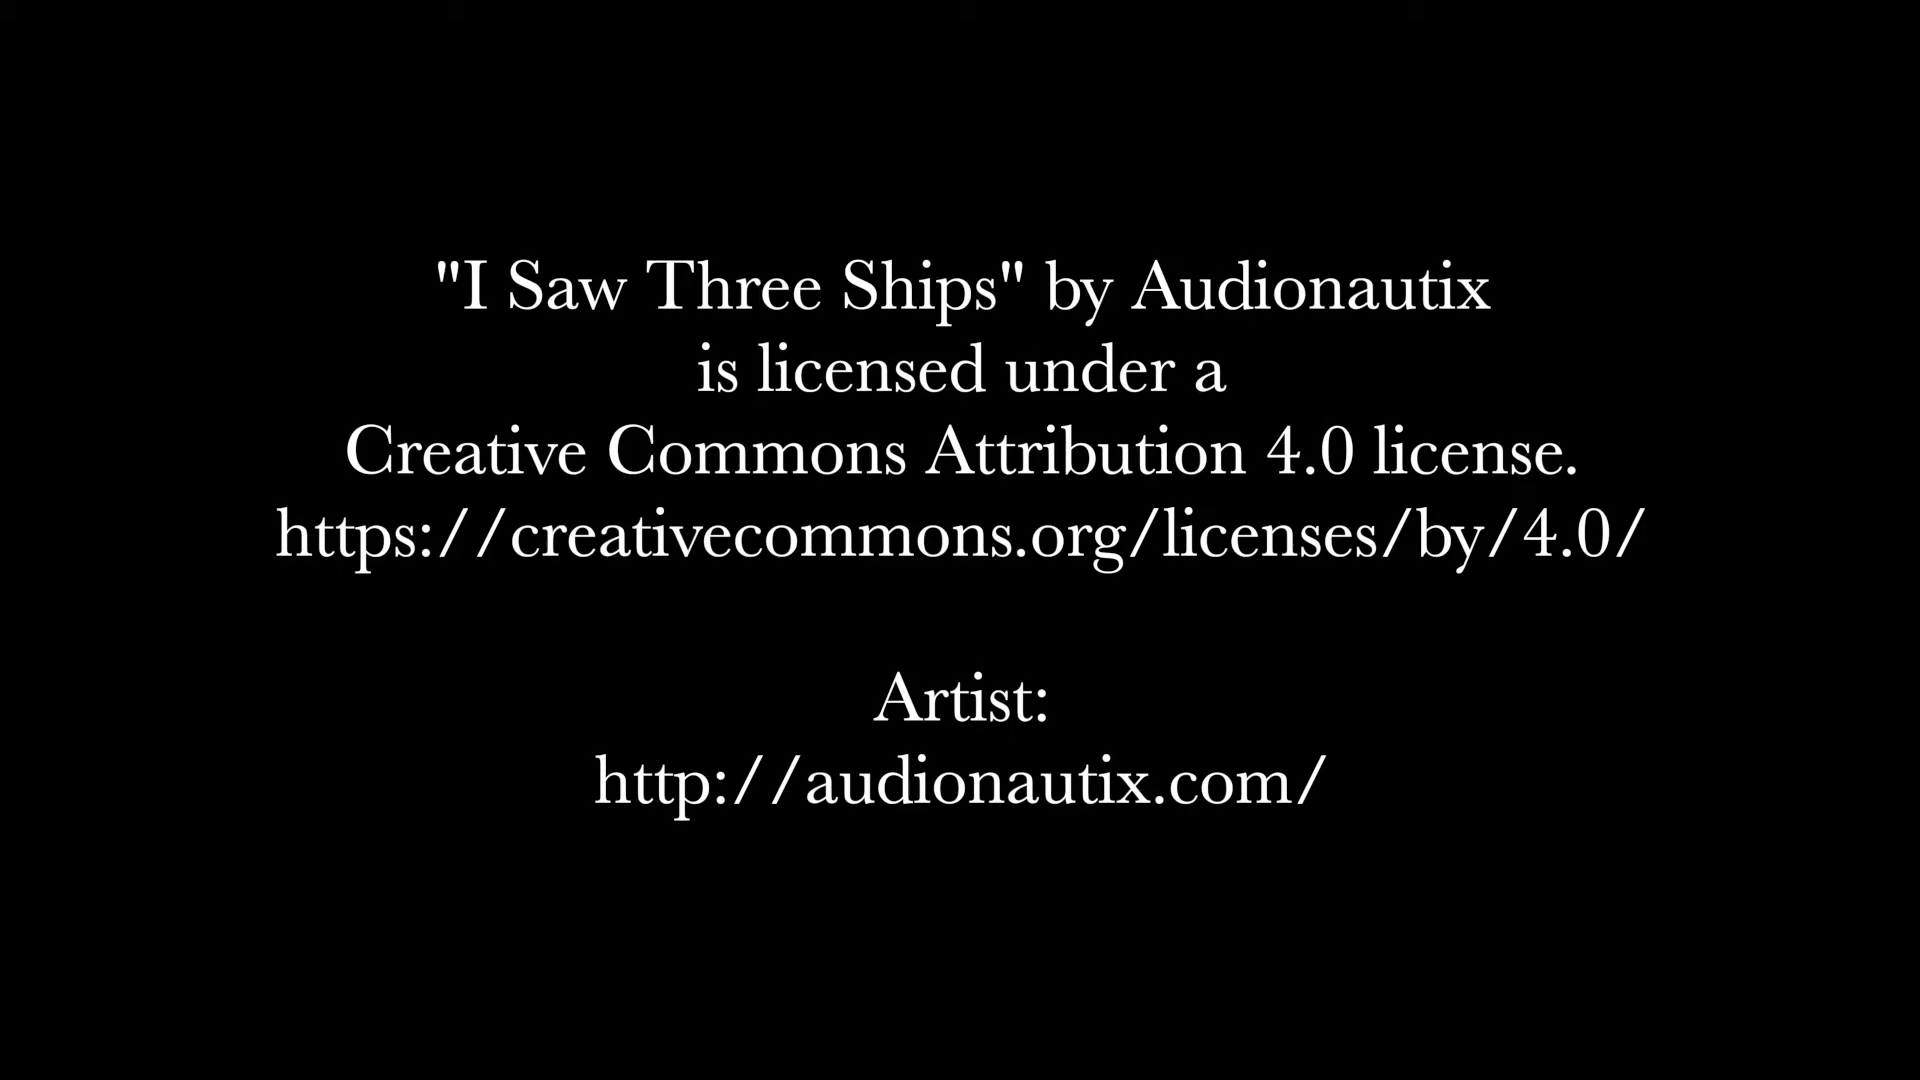 "I Saw Three Ships" by Audionautix
is licensed under a
Creative Commons Attribution 4.0 license.
https://creativecommons.org/licenses/by/4.0/
Artist:
http://audionautix.com/